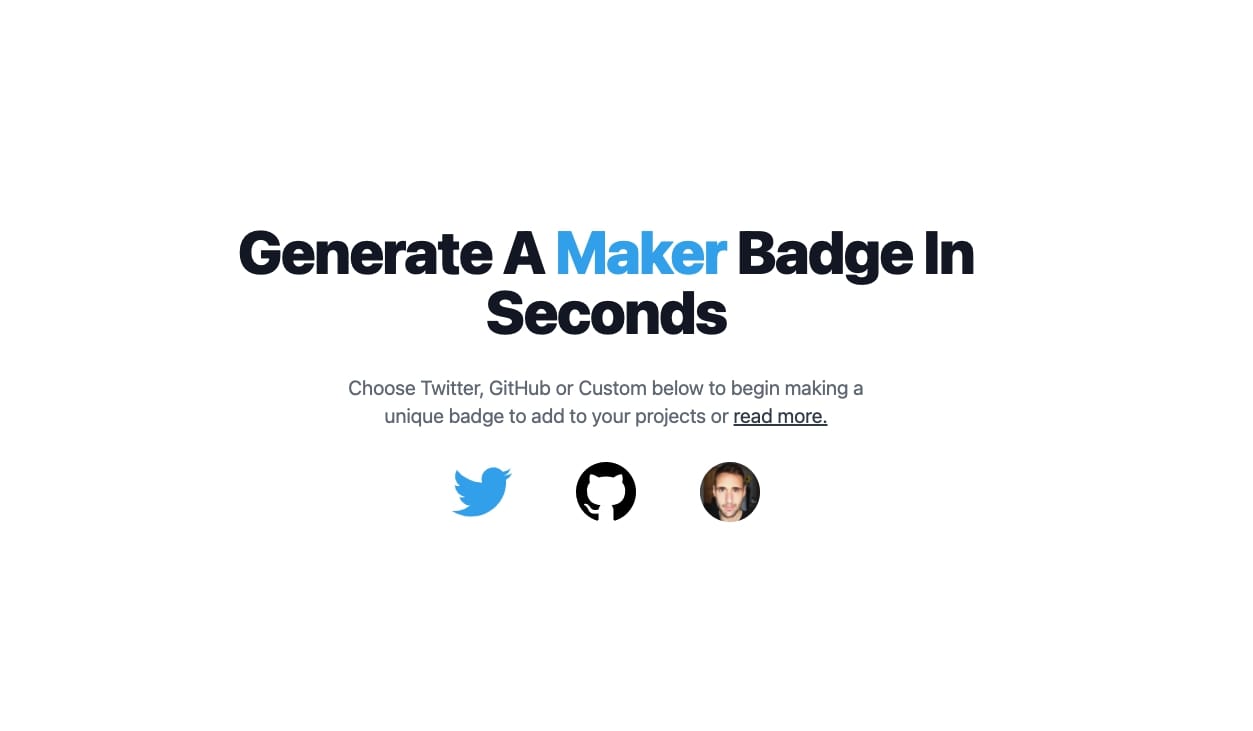 Generate A Maker Badge In
Seconds
Choose Twitter, GitHub or Custom below to begin making a
unique badge to add to your projects or read more.